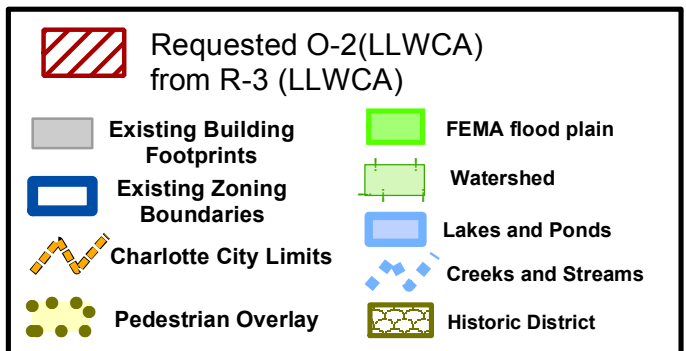 Requested O-2(LLWCA)
from R-3 (LLWCA)
Existing Building
Footprints
Existing Zoning
Boundaries
Charlotte City Limits
Pedestrian Overlay
FEMA flood plain
Watershed
Lakes and Ponds
Creeks and Streams
Historic District